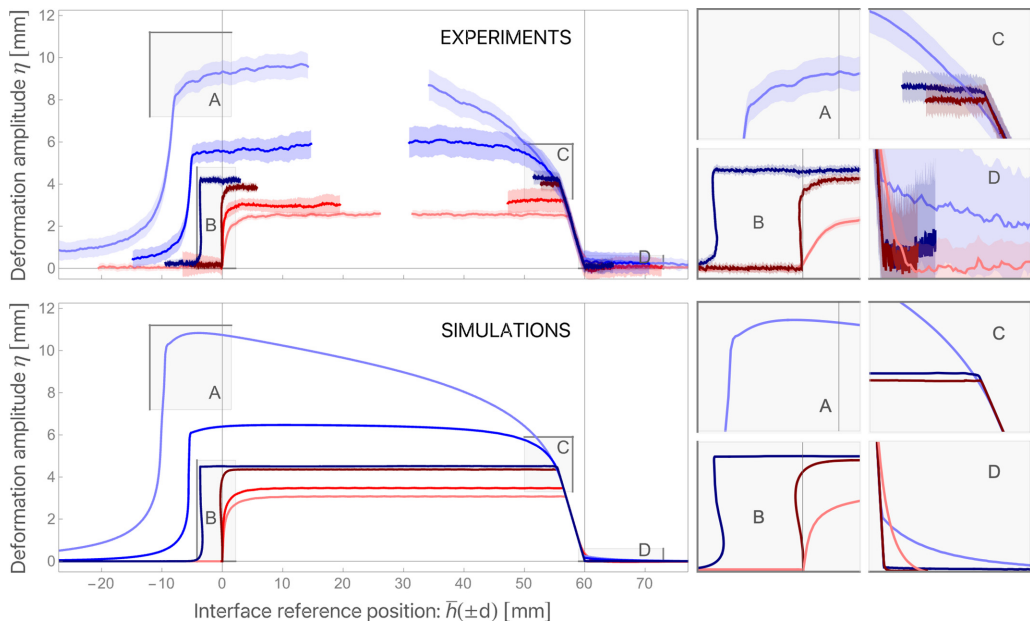 EXPERIMENTS
Deformation amplitude η [mm]
12
10
8
6
4
2
0
A
B
C
D
A
C
B
D
SIMULATIONS
Deformation amplitude η [mm]
12
10
8
6
4
2
0
A
B
C
D
−20 −10 0 10 20 30 40 50 60 70
Interface reference position: h̄(±d) [mm]
A
C
B
D